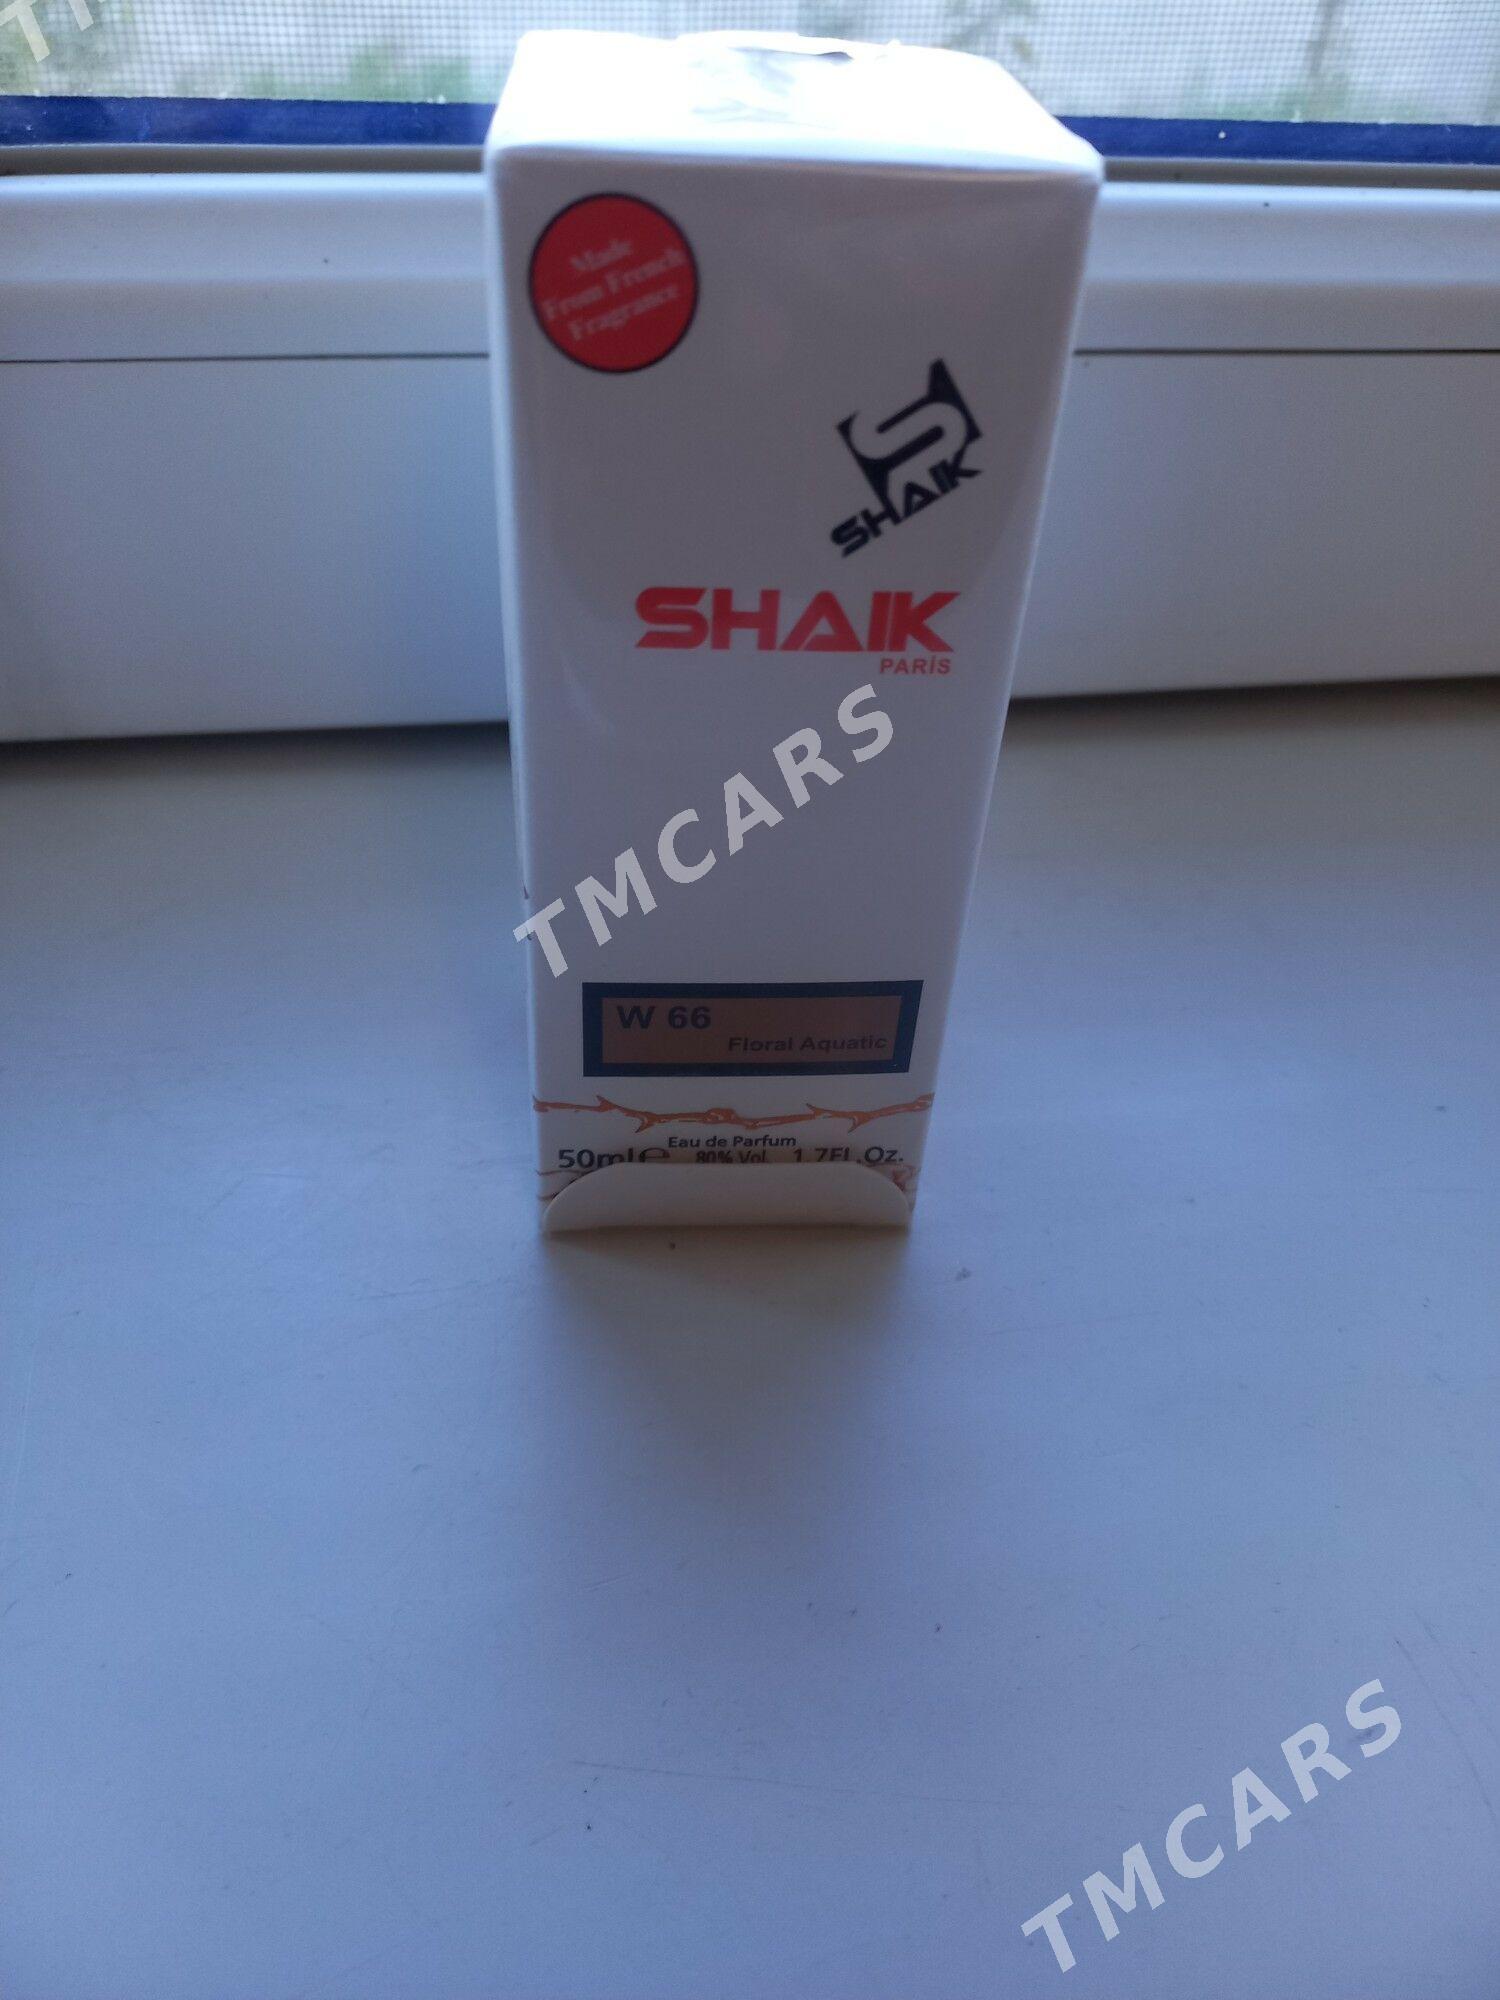 Made
From French
Fragrance
SHAIK
SHAIK
PARİS
TMCARS
W 66
Floral Aquatic
Eau de Parfum
50ml e 80% Vol. 1.7FL.Oz.
TMCARS